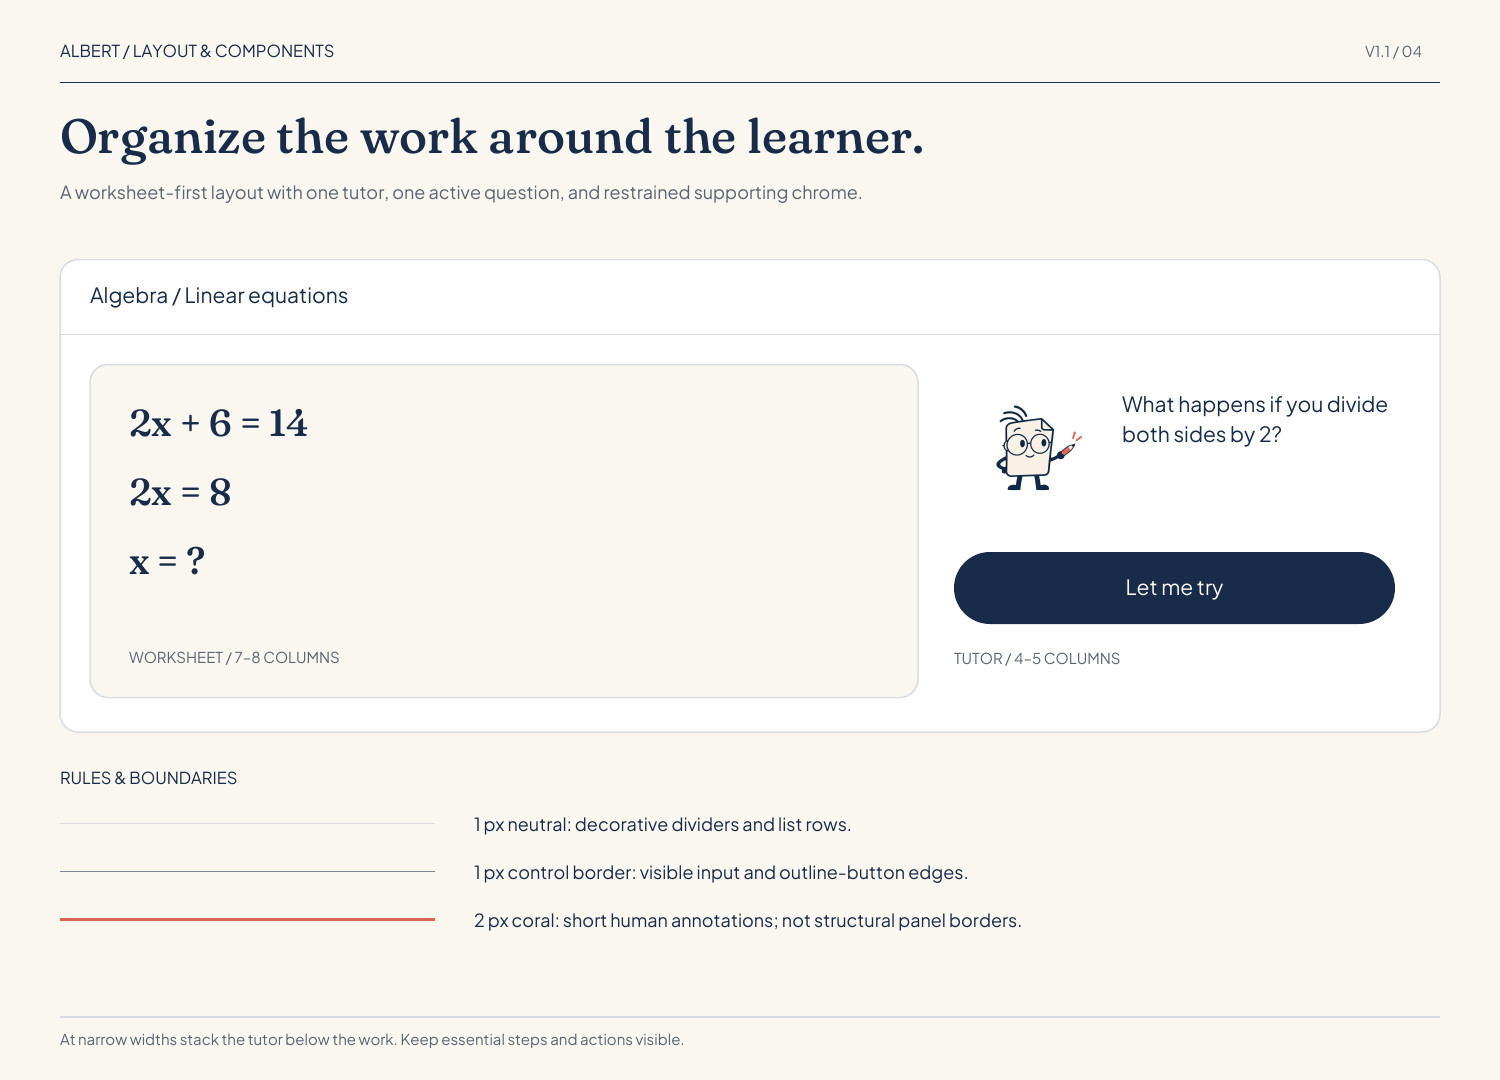 ALBERT / LAYOUT & COMPONENTS
V1.1 / 04
Organize the work around the learner.
A worksheet-first layout with one tutor, one active question, and restrained supporting chrome.
Algebra / Linear equations
2x + 6 = 14
2x = 8
x = ?
WORKSHEET / 7–8 COLUMNS
What happens if you divide
both sides by 2?
Let me try
TUTOR / 4–5 COLUMNS
RULES & BOUNDARIES
1 px neutral: decorative dividers and list rows.
1 px control border: visible input and outline-button edges.
2 px coral: short human annotations; not structural panel borders.
At narrow widths stack the tutor below the work. Keep essential steps and actions visible.